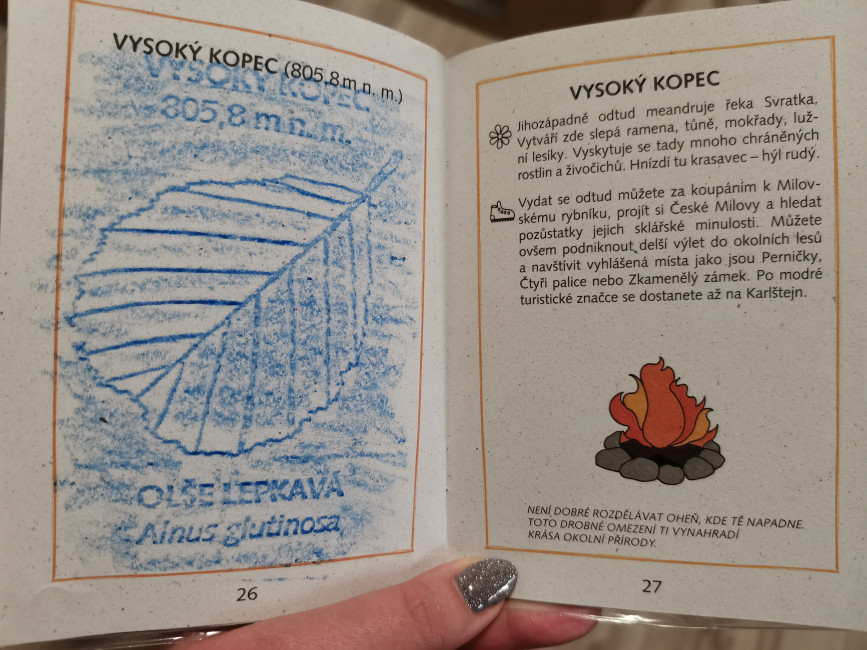 VYSOKÝ KOPEC (805,8 m n. m.)
VYSOKÝ KOPEC
805,8 m n. m.
OLŠE LEPKAVÁ
Alnus glutinosa
26
VYSOKÝ KOPEC
Jihozápadně odtud meandruje řeka Svratka,
Vytváří zde slepá ramena, tůně, mokřady, luž-
ní lesíky. Vyskytuje se tady mnoho chráněných
rostlin a živočichů. Hnízdí tu krasavec – hýl rudý.
Vydat se odtud můžete za koupáním k Milov-
skému rybníku, projít si České Milovy a hledat
pozůstatky jejich sklářské minulosti. Můžete
ovšem podniknout delší výlet do okolních lesů
a navštívit vyhlášená místa jako jsou Perničky,
Čtyři palice nebo Zkamenělý zámek. Po modré
turistické značce se dostanete až na Karlštejn.
NENÍ DOBRÉ ROZDĚLÁVAT OHEŇ, KDE TĚ NAPADNE.
TOTO DROBNÉ OMEZENÍ TI VYNAHRADÍ
KRÁSA OKOLNÍ PŘÍRODY.
27